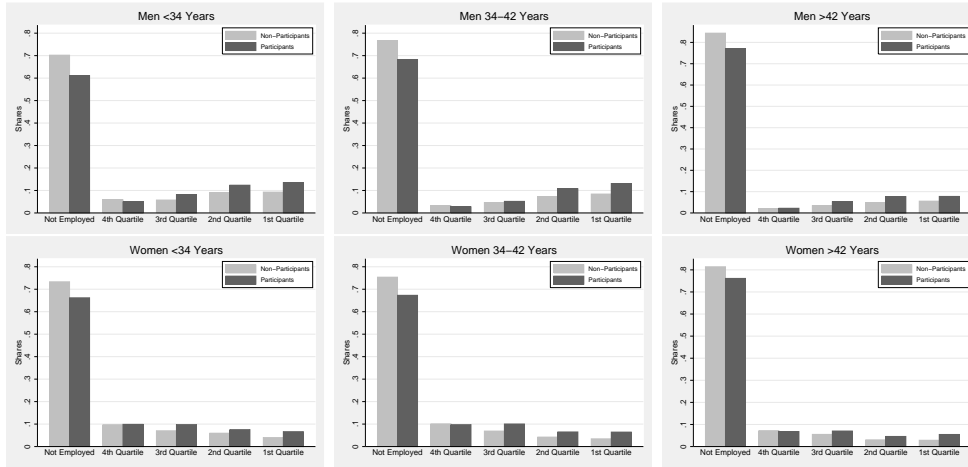 Men <34 Years
Non−Participants
Participants
Shares
0 .1 .2 .3 .4 .5 .6 .7 .8
Not Employed 4th Quartile 3rd Quartile 2nd Quartile 1st Quartile
Men 34−42 Years
Non−Participants
Participants
Shares
0 .1 .2 .3 .4 .5 .6 .7 .8
Not Employed 4th Quartile 3rd Quartile 2nd Quartile 1st Quartile
Men >42 Years
Non−Participants
Participants
Shares
0 .1 .2 .3 .4 .5 .6 .7 .8
Not Employed 4th Quartile 3rd Quartile 2nd Quartile 1st Quartile
Women <34 Years
Non−Participants
Participants
Shares
0 .1 .2 .3 .4 .5 .6 .7 .8
Not Employed 4th Quartile 3rd Quartile 2nd Quartile 1st Quartile
Women 34−42 Years
Non−Participants
Participants
Shares
0 .1 .2 .3 .4 .5 .6 .7 .8
Not Employed 4th Quartile 3rd Quartile 2nd Quartile 1st Quartile
Women >42 Years
Non−Participants
Participants
Shares
0 .1 .2 .3 .4 .5 .6 .7 .8
Not Employed 4th Quartile 3rd Quartile 2nd Quartile 1st Quartile